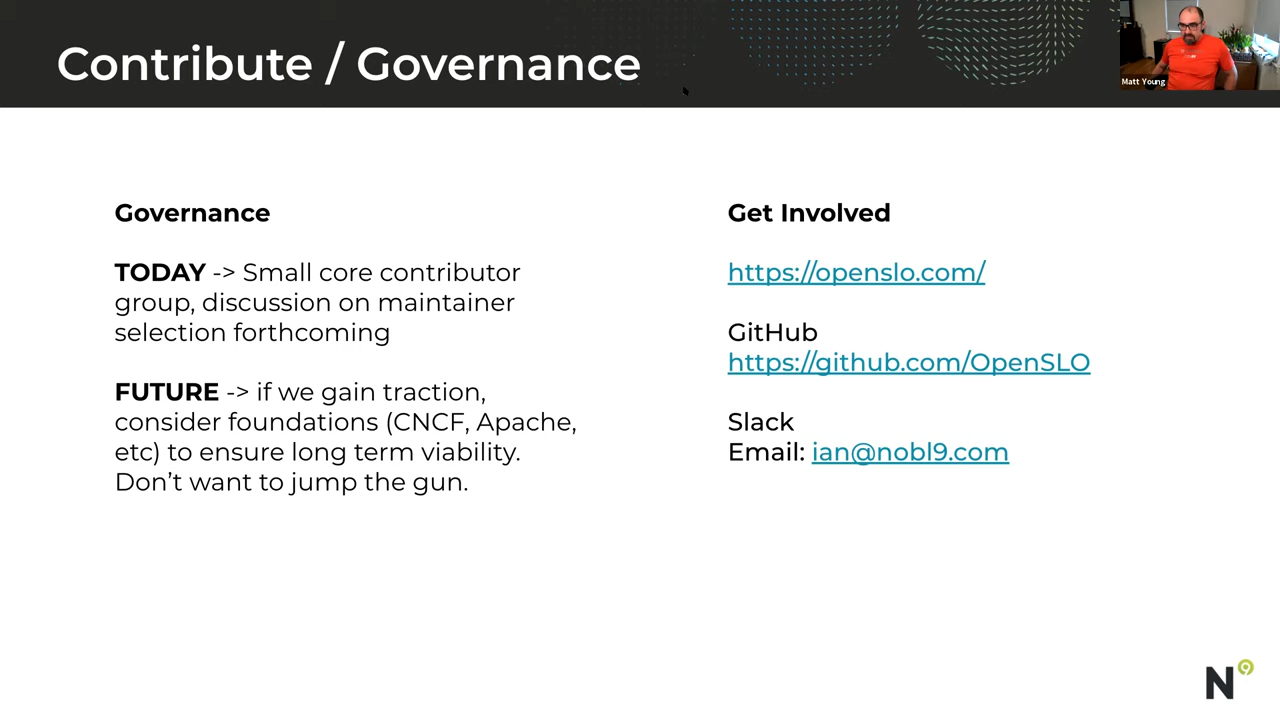 Contribute / Governance
Matt Young
Governance
TODAY -> Small core contributor
group, discussion on maintainer
selection forthcoming
FUTURE -> if we gain traction,
consider foundations (CNCF, Apache,
etc) to ensure long term viability.
Don’t want to jump the gun.
Get Involved
https://openslo.com/
GitHub
https://github.com/OpenSLO
Slack
Email: ian@nobl9.com
N9